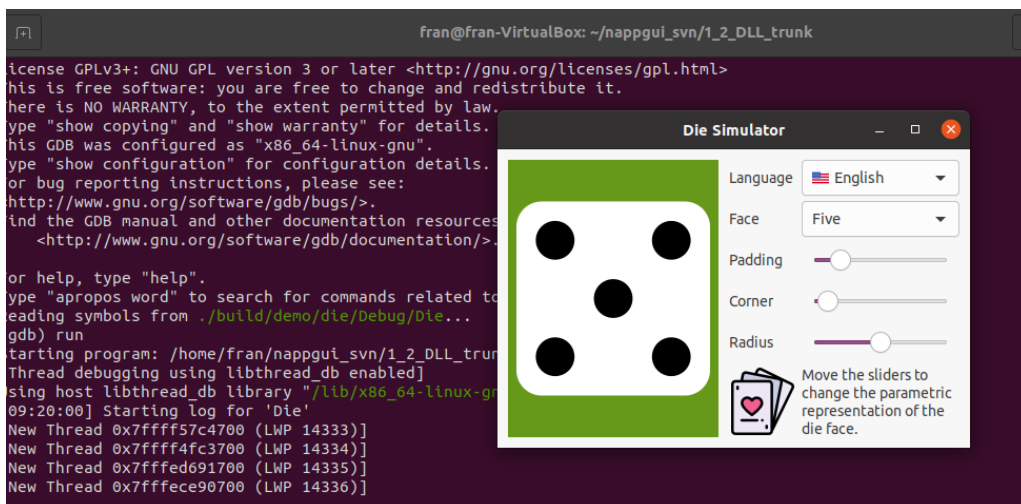 fran@fran-VirtualBox: ~/nappgui_svn/1_2_DLL_trunk
icense GPLv3+: GNU GPL version 3 or later <http://gnu.org/licenses/gpl.html>
his is free software: you are free to change and redistribute it.
here is NO WARRANTY, to the extent permitted by law.
ype "show copying" and "show warranty" for details.
his GDB was configured as "x86_64-linux-gnu".
ype "show configuration" for configuration details.
or bug reporting instructions, please see:
http://www.gnu.org/software/gdb/bugs/>.
ind the GDB manual and other documentation resources
<http://www.gnu.org/software/gdb/documentation/>.
or help, type "help".
ype "apropos word" to search for commands related to
eading symbols from ./build/demo/die/Debug/Die...
gdb) run
tarting program: /home/fran/nappgui_svn/1_2_DLL_trun
Thread debugging using libthread_db enabled]
sing host libthread_db library "/lib/x86_64-linux-gn
09:20:00] Starting log for 'Die'
New Thread 0x7ffff57c4700 (LWP 14333)]
New Thread 0x7ffff4fc3700 (LWP 14334)]
New Thread 0x7fffed691700 (LWP 14335)]
New Thread 0x7fffece90700 (LWP 14336)]
Die Simulator
Language English
Face Five
Padding
Corner
Radius
Move the sliders to
change the parametric
representation of the
die face.